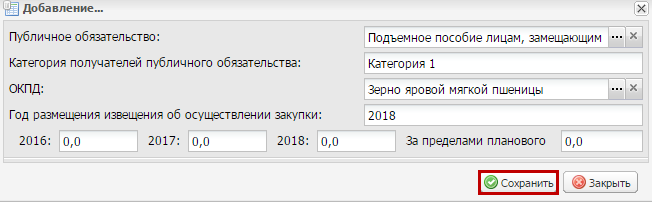 Добавление...
Публичное обязательство: Подъемное пособие лицам, замещающим
Категория получателей публичного обязательства: Категория 1
ОКПД: Зерно яровой мягкой пшеницы
Год размещения извещения об осуществлении закупки: 2018
2016: 0,0 2017: 0,0 2018: 0,0 За пределами планового 0,0
Сохранить Закрыть